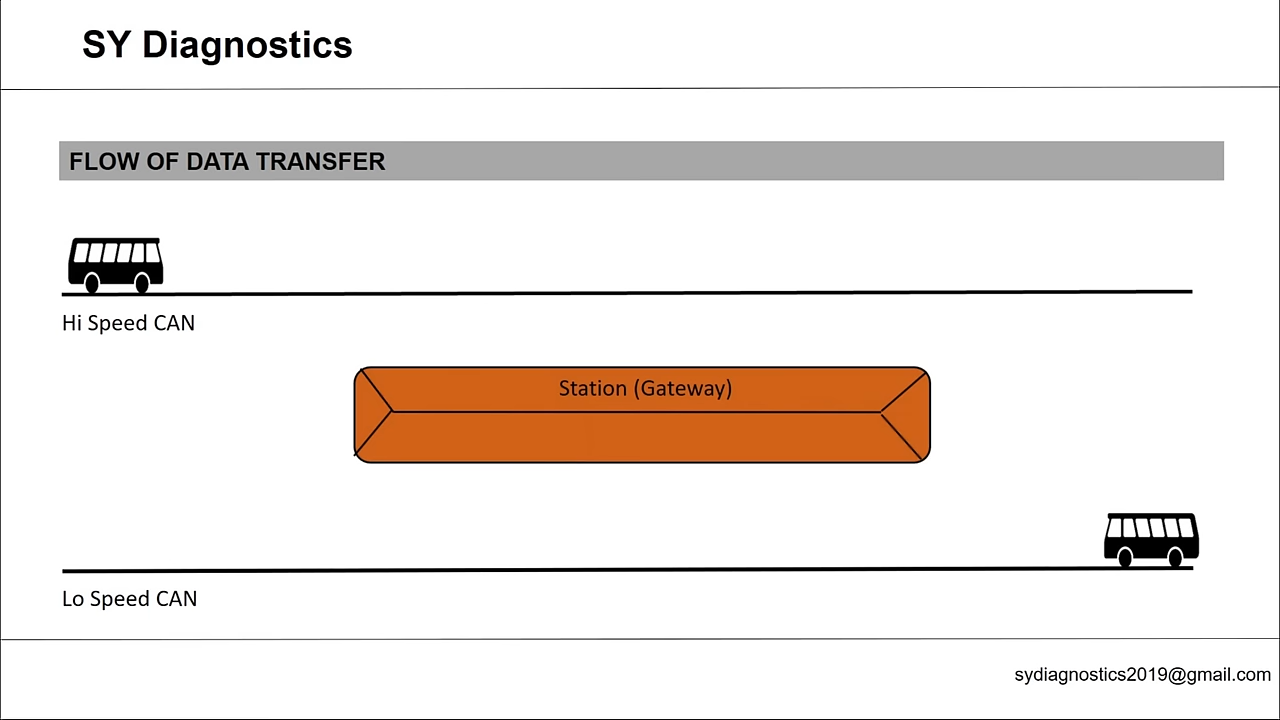 SY Diagnostics
FLOW OF DATA TRANSFER
Hi Speed CAN
Station (Gateway)
Lo Speed CAN
sydiagnostics2019@gmail.com